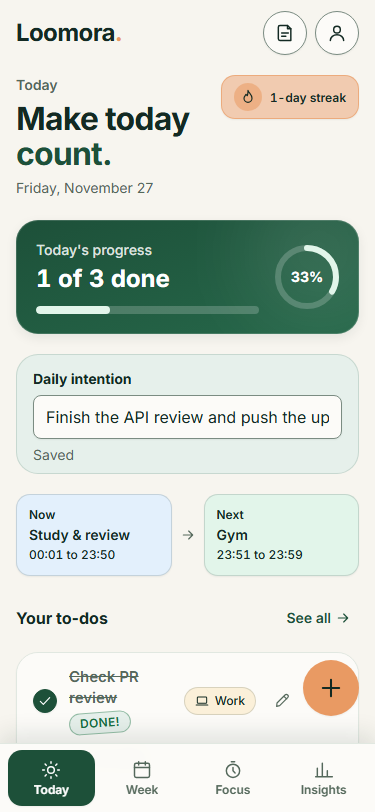 Loomora.
Today
1-day streak
Make today
count.
Friday, November 27
Today's progress
1 of 3 done
33%
Daily intention
Finish the API review and push the up
Saved
Now
Study & review
00:01 to 23:50
Next
Gym
23:51 to 23:59
Your to-dos
See all
Check PR
review
DONE!
Work
Today
Week
Focus
Insights